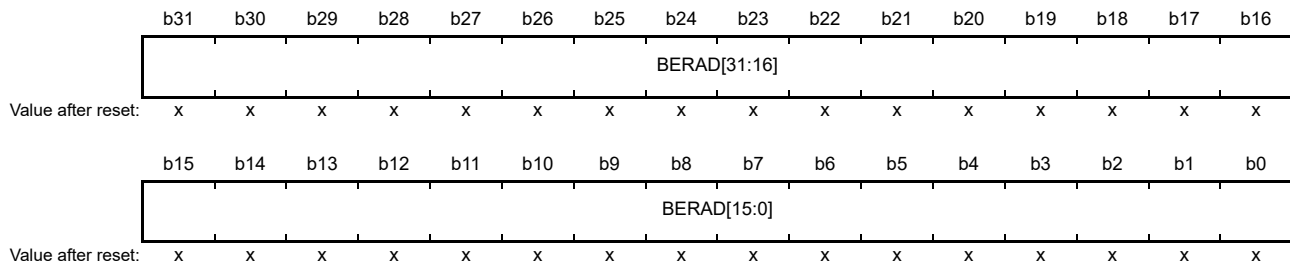 b31 b30 b29 b28 b27 b26 b25 b24 b23 b22 b21 b20 b19 b18 b17 b16
BERAD[31:16]
Value after reset: x x x x x x x x x x x x x x x x
b15 b14 b13 b12 b11 b10 b9 b8 b7 b6 b5 b4 b3 b2 b1 b0
BERAD[15:0]
Value after reset: x x x x x x x x x x x x x x x x